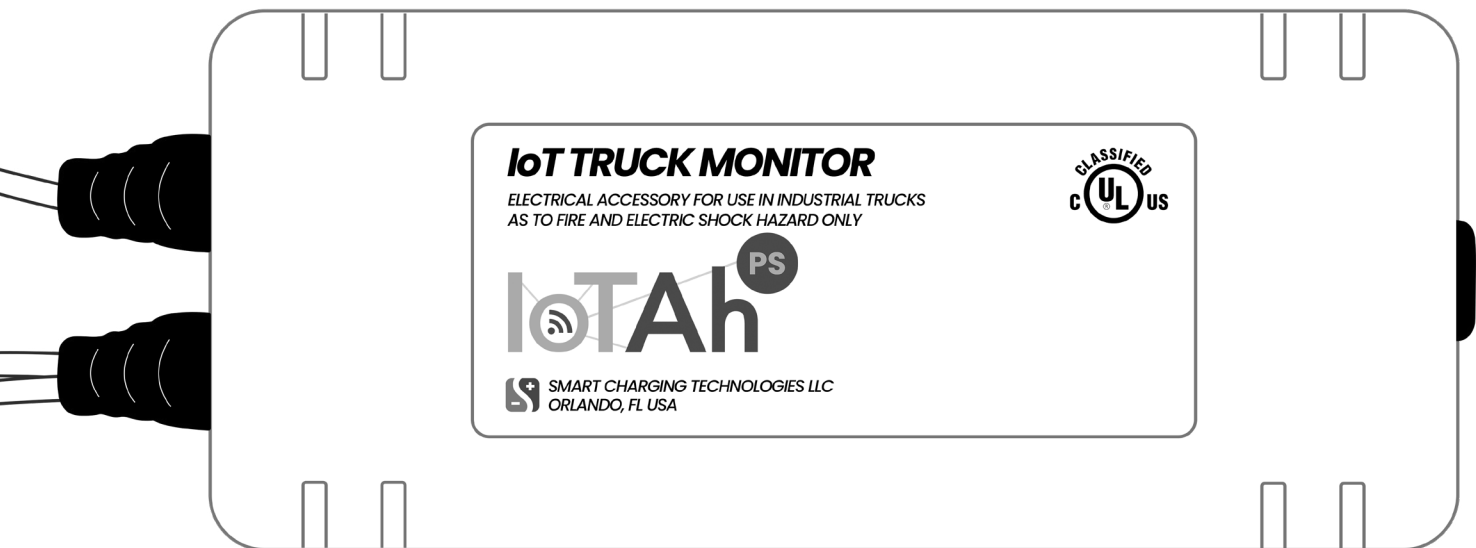 IoT TRUCK MONITOR
ELECTRICAL ACCESSORY FOR USE IN INDUSTRIAL TRUCKS
AS TO FIRE AND ELECTRIC SHOCK HAZARD ONLY
CLASSIFIED
C UL ® US
IoTAh PS
SMART CHARGING TECHNOLOGIES LLC
ORLANDO, FL USA